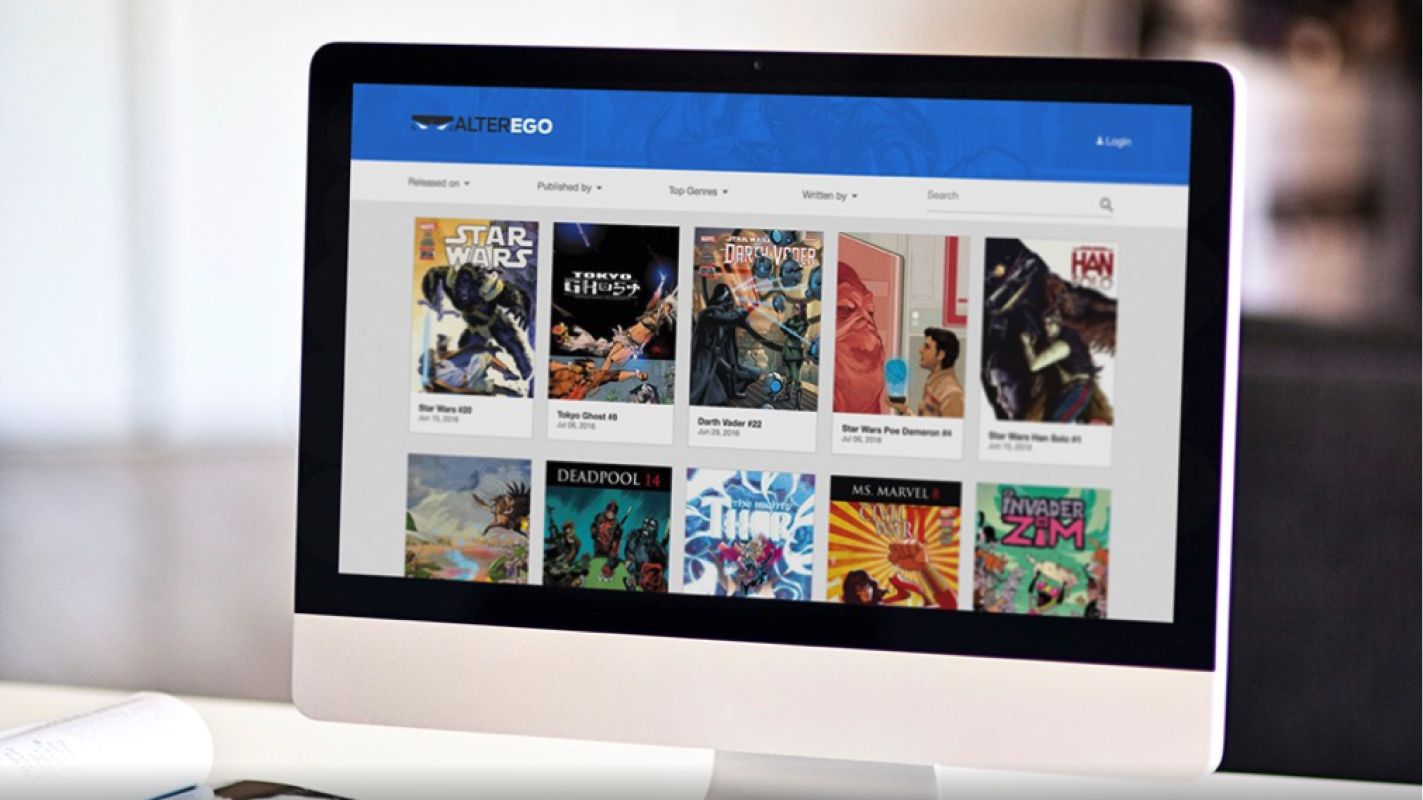 ALTEREGO
Login
Released on
Published by
Top Genres
Written by
Search
STAR WARS
TOKYO GHOST
STAR WARS
DARTH VADER
HAN SOLO
Star Wars #20
Jun 15, 2016
Tokyo Ghost #8
Jul 06, 2016
Darth Vader #22
Jun 29, 2016
Star Wars Poe Dameron #4
Jul 06, 2016
Star Wars Han Solo #1
Jun 15, 2016
DEADPOOL 14
THE MIGHTY
THOR
MS. MARVEL 8
CIVIL WAR
INVADER ZIM